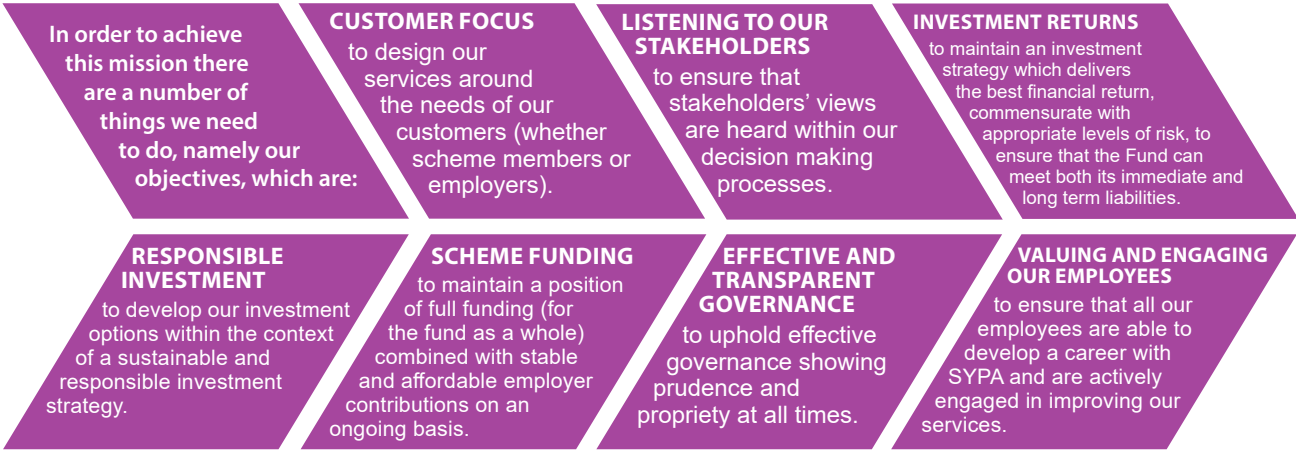 In order to achieve
this mission there
are a number of
things we need
to do, namely our
objectives, which are:
CUSTOMER FOCUS
to design our
services around
the needs of our
customers (whether
scheme members or
employers).
LISTENING TO OUR
STAKEHOLDERS
to ensure that
stakeholders’ views
are heard within our
decision making
processes.
INVESTMENT RETURNS
to maintain an investment
strategy which delivers
the best financial return,
commensurate with
appropriate levels of risk, to
ensure that the Fund can
meet both its immediate and
long term liabilities.
RESPONSIBLE
INVESTMENT
to develop our investment
options within the context
of a sustainable and
responsible investment
strategy.
SCHEME FUNDING
to maintain a position
of full funding (for
the fund as a whole)
combined with stable
and affordable employer
contributions on an
ongoing basis.
EFFECTIVE AND
TRANSPARENT
GOVERNANCE
to uphold effective
governance showing
prudence and
propriety at all times.
VALUING AND ENGAGING
OUR EMPLOYEES
to ensure that all our
employees are able to
develop a career with
SYPA and are actively
engaged in improving our
services.